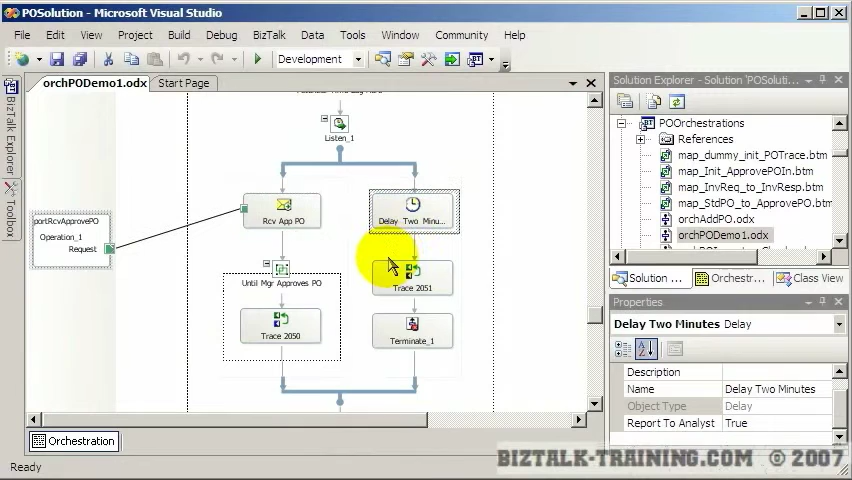 POSolution - Microsoft Visual Studio
File Edit View Project Build Debug BizTalk Data Tools Window Community Help
Development
orchPODemo1.odx Start Page
BizTalk Explorer
Toolbox
Listen_1
Rcv App PO
Delay Two Minu...
portRcvApprovePO
Operation_1
Request
Until Mgr Approves PO
Trace 2051
Trace 2050
Terminate_1
Orchestration
Ready
Solution Explorer - Solution 'POSoluti...
POOrchestrations
References
map_dummy_init_POTrace.btm
map_Init_ApprovePOIn.btm
map_InvReq_to_InvResp.btm
map_StdPO_to_ApprovePO.btm
orchAddPO.odx
orchPODemo1.odx
Solution ... Orchestr... Class View
Properties
Delay Two Minutes Delay
Description
Name Delay Two Minutes
Object Type Delay
Report To Analyst True
BIZTALK-TRAINING.COM © 2007